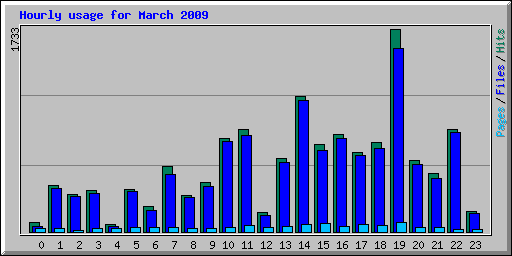 Hourly usage for March 2009
1733
Pages / Files / Hits
0 1 2 3 4 5 6 7 8 9 10 11 12 13 14 15 16 17 18 19 20 21 22 23